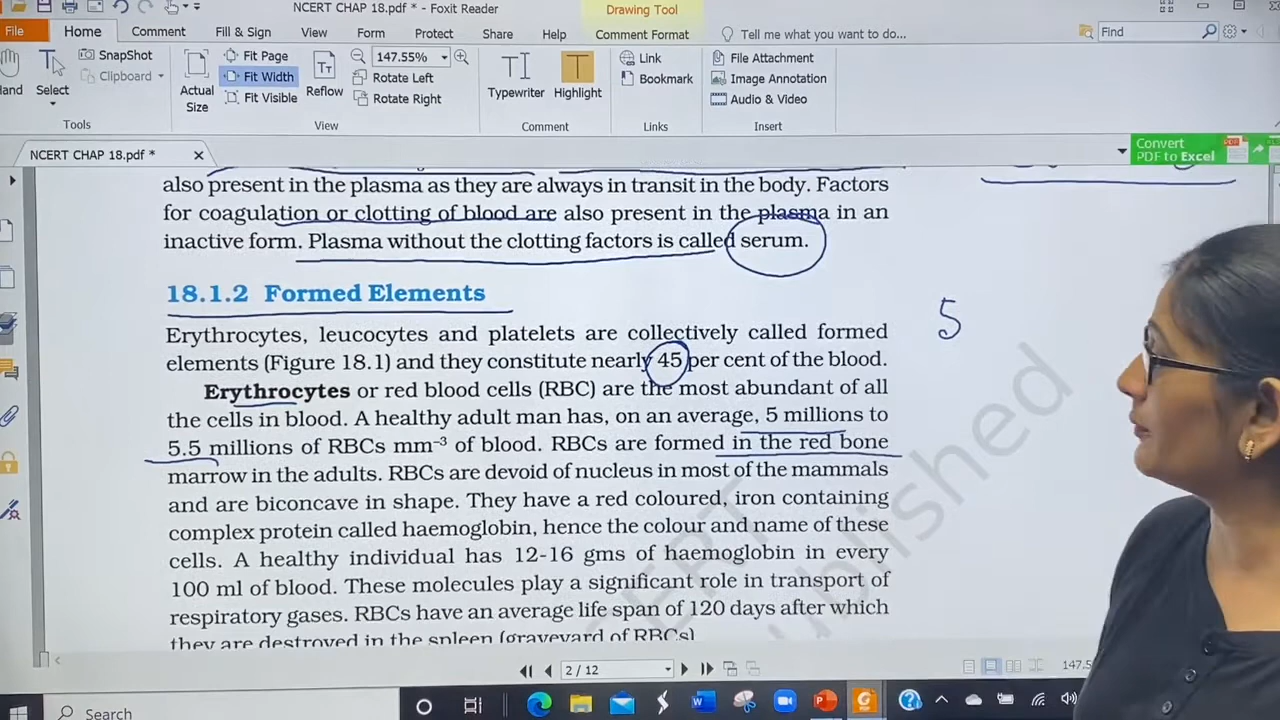 NCERT CHAP 18.pdf * - Foxit Reader
Drawing Tool
File
Home
Comment
Fill & Sign
View
Form
Protect
Share
Help
Comment Format
Tell me what you want to do...
Find
Select
SnapShot
Clipboard
Tools
Actual
Size
Fit Page
Fit Width
Fit Visible
Reflow
147.55%
Rotate Left
Rotate Right
View
Typewriter
Highlight
Comment
Link
Bookmark
Links
File Attachment
Image Annotation
Audio & Video
Insert
NCERT CHAP 18.pdf *
Convert
PDF to Excel
also present in the plasma as they are always in transit in the body. Factors
for coagulation or clotting of blood are also present in the plasma in an
inactive form. Plasma without the clotting factors is called serum.
18.1.2 Formed Elements
5
Erythrocytes, leucocytes and platelets are collectively called formed
elements (Figure 18.1) and they constitute nearly 45 per cent of the blood.
Erythrocytes or red blood cells (RBC) are the most abundant of all
the cells in blood. A healthy adult man has, on an average, 5 millions to
5.5 millions of RBCs mm⁻³ of blood. RBCs are formed in the red bone
marrow in the adults. RBCs are devoid of nucleus in most of the mammals
and are biconcave in shape. They have a red coloured, iron containing
complex protein called haemoglobin, hence the colour and name of these
cells. A healthy individual has 12-16 gms of haemoglobin in every
100 ml of blood. These molecules play a significant role in transport of
respiratory gases. RBCs have an average life span of 120 days after which
they are destroyed in the spleen (graveyard of RBCs)
2 / 12
147.5
Search